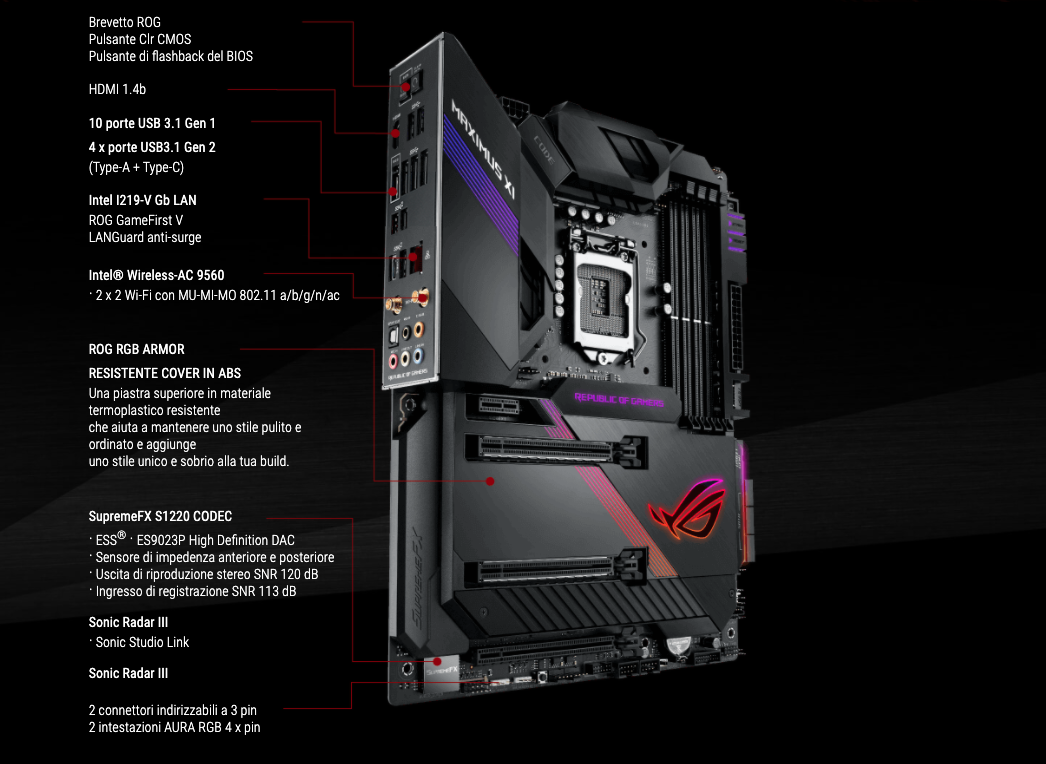 Brevetto ROG
Pulsante Clr CMOS
Pulsante di flashback del BIOS
HDMI 1.4b
10 porte USB 3.1 Gen 1
4 x porte USB3.1 Gen 2
(Type-A + Type-C)
Intel I219-V Gb LAN
ROG GameFirst V
LANGuard anti-surge
Intel® Wireless-AC 9560
· 2 x 2 Wi-Fi con MU-MI-MO 802.11 a/b/g/n/ac
ROG RGB ARMOR
RESISTENTE COVER IN ABS
Una piastra superiore in materiale
termoplastico resistente
che aiuta a mantenere uno stile pulito e
ordinato e aggiunge
uno stile unico e sobrio alla tua build.
SupremeFX S1220 CODEC
· ESS® · ES9023P High Definition DAC
· Sensore di impedenza anteriore e posteriore
· Uscita di riproduzione stereo SNR 120 dB
· Ingresso di registrazione SNR 113 dB
Sonic Radar III
· Sonic Studio Link
Sonic Radar III
2 connettori indirizzabili a 3 pin
2 intestazioni AURA RGB 4 x pin
MAXIMUS XI
CODE
REPUBLIC OF GAMERS
REPUBLIC OF GAMERS
SUPREMEFX
SUPREMEFX